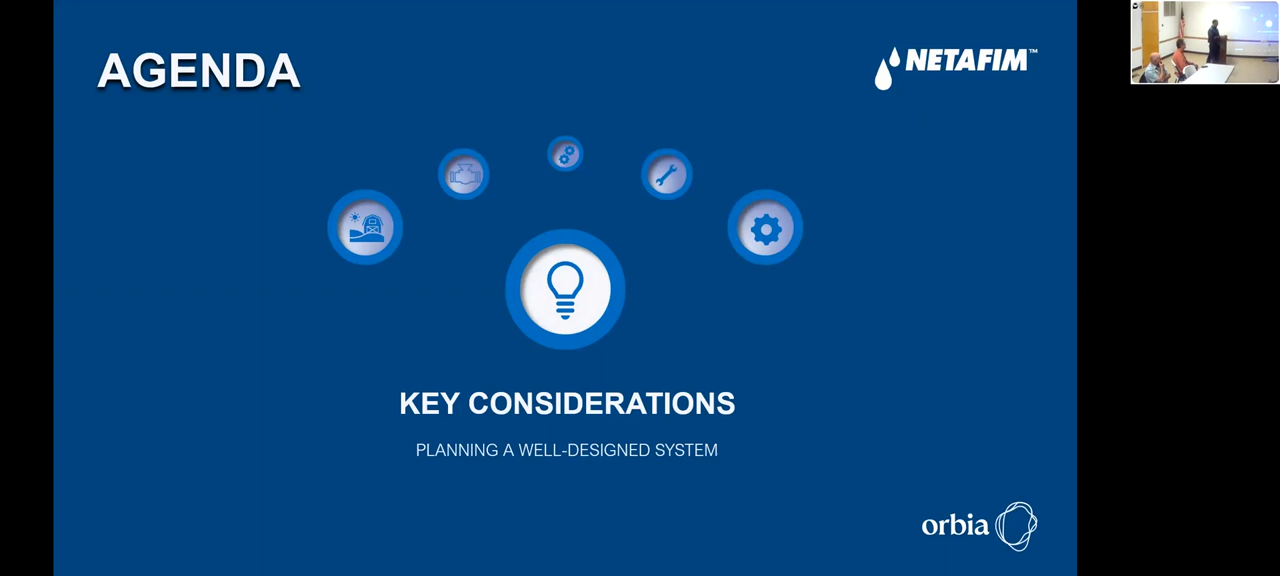 AGENDA
NETAFIM™
KEY CONSIDERATIONS
PLANNING A WELL-DESIGNED SYSTEM
orbia